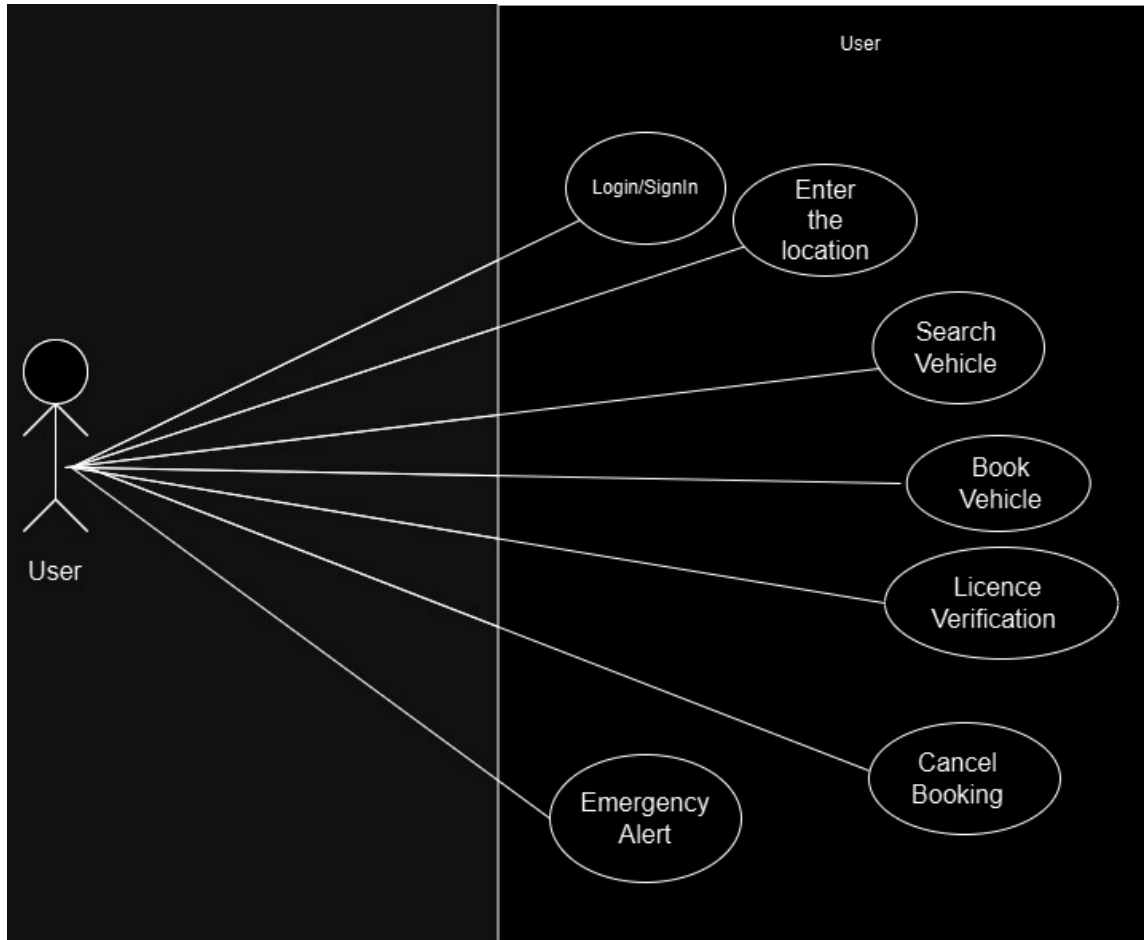 User
Login/SignIn
Enter
the
location
Search
Vehicle
Book
Vehicle
User
Licence
Verification
Cancel
Booking
Emergency
Alert